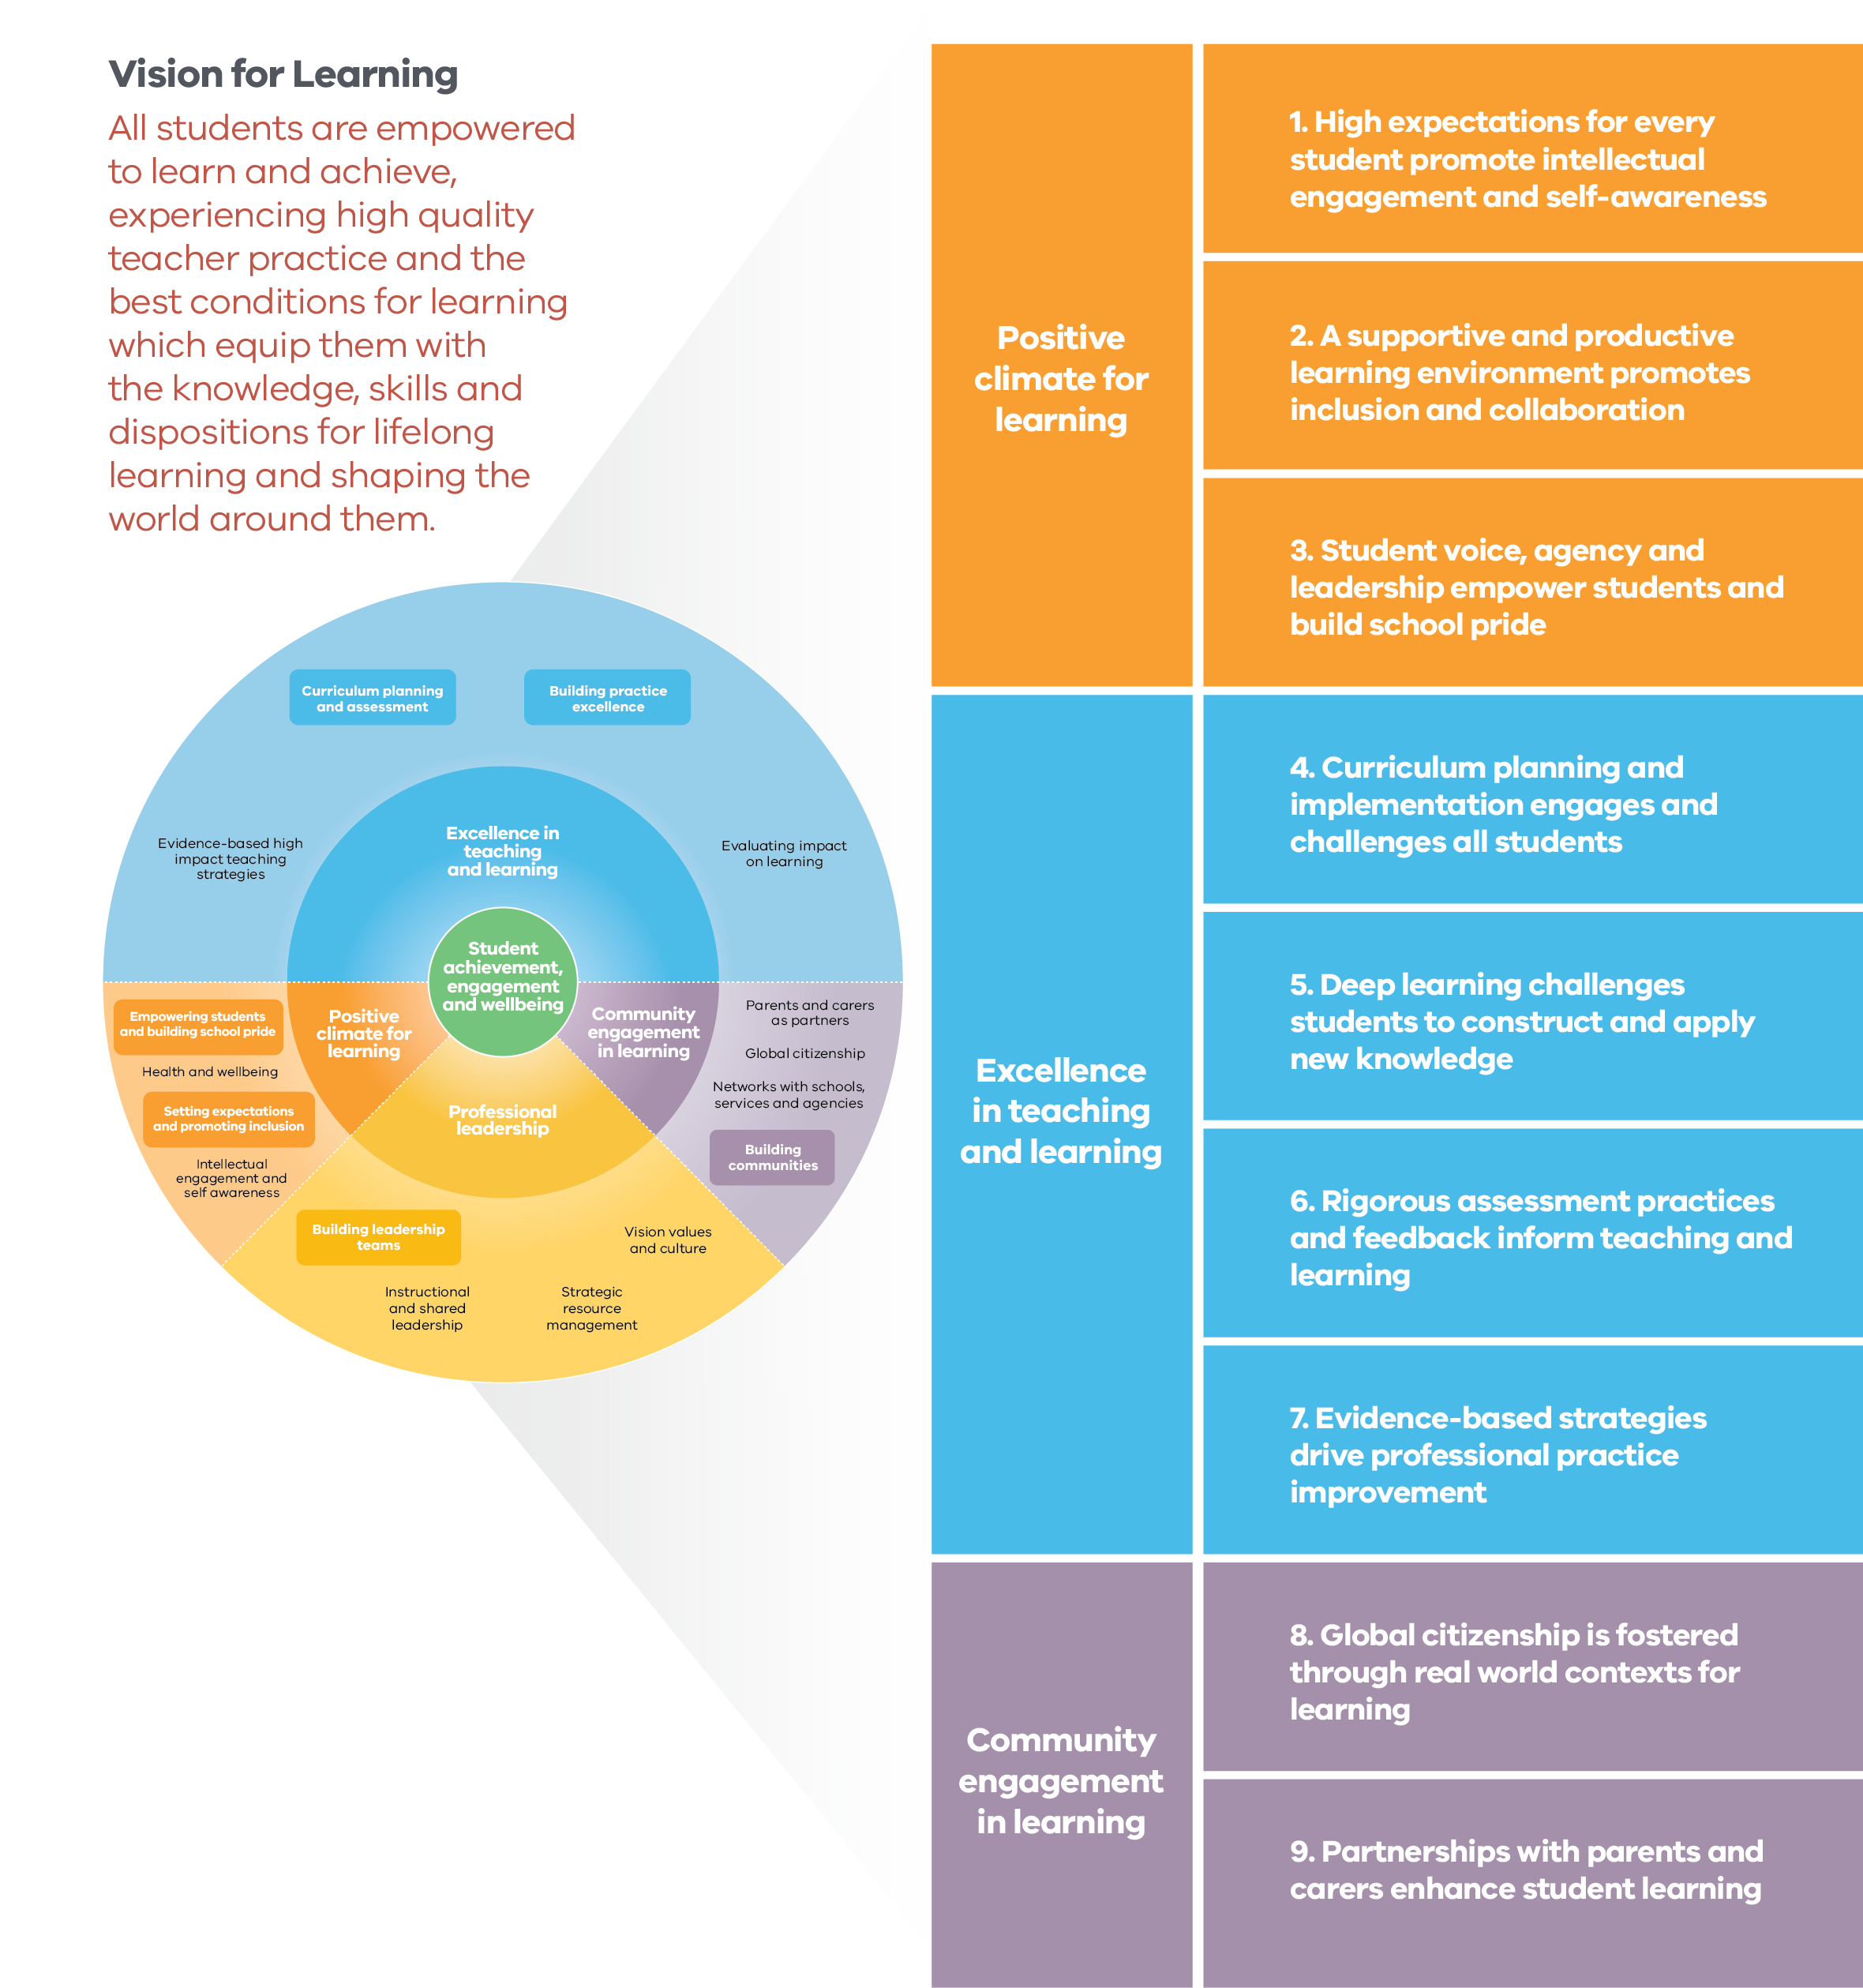 Vision for Learning
All students are empowered
to learn and achieve,
experiencing high quality
teacher practice and the
best conditions for learning
which equip them with
the knowledge, skills and
dispositions for lifelong
learning and shaping the
world around them.
Curriculum planning
and assessment
Building practice
excellence
Evidence-based high
impact teaching
strategies
Excellence in
teaching
and learning
Evaluating impact
on learning
Student
achievement,
engagement
and wellbeing
Empowering students
and building school pride
Health and wellbeing
Setting expectations
and promoting inclusion
Intellectual
engagement and
self awareness
Positive
climate for
learning
Community
engagement
in learning
Parents and carers
as partners
Global citizenship
Networks with schools,
services and agencies
Building
communities
Professional
leadership
Building leadership
teams
Instructional
and shared
leadership
Strategic
resource
management
Vision values
and culture
Positive
climate for
learning
1. High expectations for every
student promote intellectual
engagement and self-awareness
2. A supportive and productive
learning environment promotes
inclusion and collaboration
3. Student voice, agency and
leadership empower students and
build school pride
Excellence
in teaching
and learning
4. Curriculum planning and
implementation engages and
challenges all students
5. Deep learning challenges
students to construct and apply
new knowledge
6. Rigorous assessment practices
and feedback inform teaching and
learning
7. Evidence-based strategies
drive professional practice
improvement
Community
engagement
in learning
8. Global citizenship is fostered
through real world contexts for
learning
9. Partnerships with parents and
carers enhance student learning